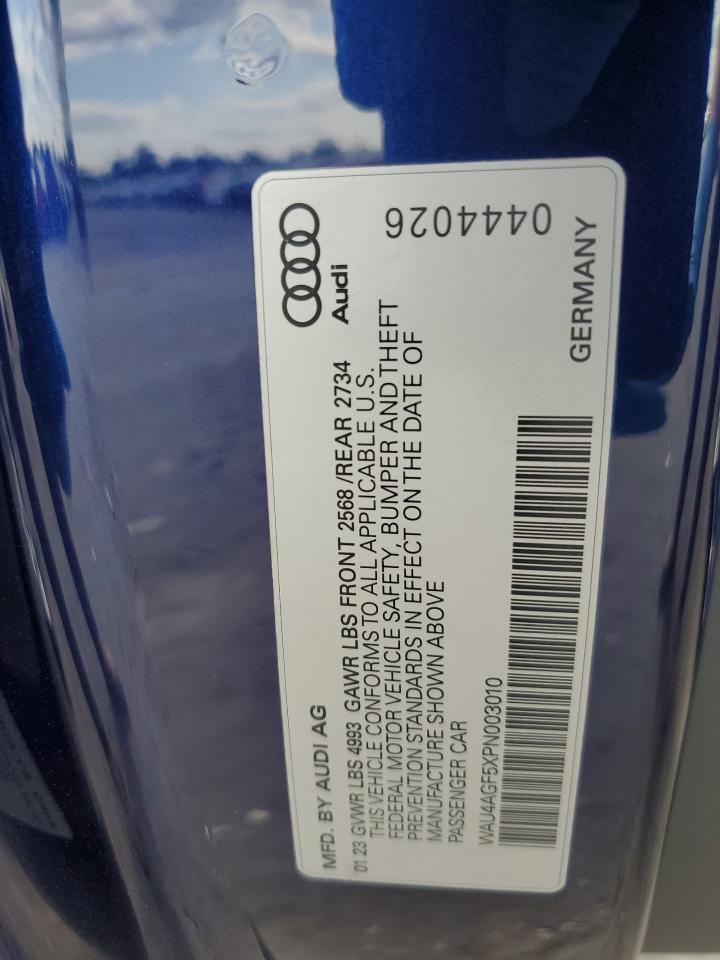 MFD. BY AUDI AG
01 23 GVWR LBS 4993 GAWR LBS FRONT 2568 /REAR 2734
THIS VEHICLE CONFORMS TO ALL APPLICABLE U.S.
FEDERAL MOTOR VEHICLE SAFETY, BUMPER AND THEFT
PREVENTION STANDARDS IN EFFECT ON THE DATE OF
MANUFACTURE SHOWN ABOVE
PASSENGER CAR
WAU4AGF5XPN003010
Audi
0444026
GERMANY